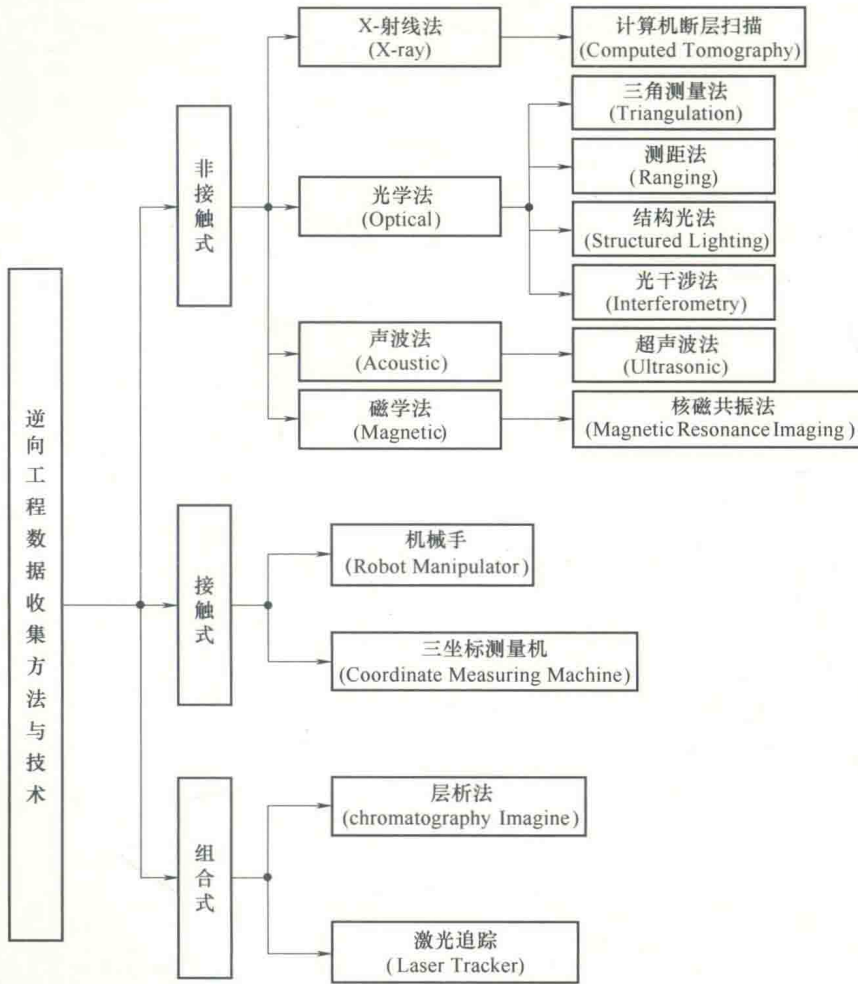 逆向工程数据收集方法与技术
非接触式
X-射线法
(X-ray)
计算机断层扫描
(Computed Tomography)
光学法
(Optical)
三角测量法
(Triangulation)
测距法
(Ranging)
结构光法
(Structured Lighting)
光干涉法
(Interferometry)
声波法
(Acoustic)
超声波法
(Ultrasonic)
磁学法
(Magnetic)
核磁共振法
(Magnetic Resonance Imaging)
接触式
机械手
(Robot Manipulator)
三坐标测量机
(Coordinate Measuring Machine)
组合式
层析法
(chromatography Imagine)
激光追踪
(Laser Tracker)